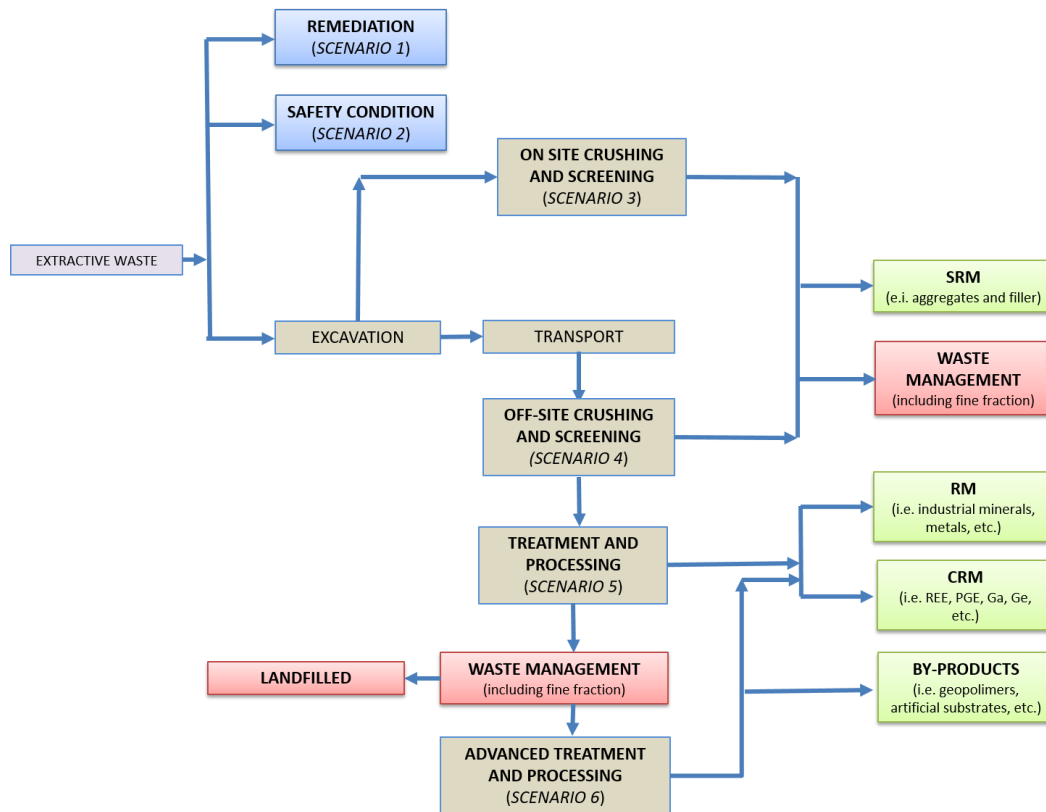 REMEDIATION
(SCENARIO 1)
SAFETY CONDITION
(SCENARIO 2)
ON SITE CRUSHING
AND SCREENING
(SCENARIO 3)
EXTRACTIVE WASTE
SRM
(e.i. aggregates and filler)
EXCAVATION
TRANSPORT
WASTE
MANAGEMENT
(including fine fraction)
OFF-SITE CRUSHING
AND SCREENING
(SCENARIO 4)
RM
(i.e. industrial minerals,
metals, etc.)
TREATMENT AND
PROCESSING
(SCENARIO 5)
CRM
(i.e. REE, PGE, Ga, Ge,
etc.)
LANDFILLED
WASTE MANAGEMENT
(including fine fraction)
BY-PRODUCTS
(i.e. geopolimers,
artificial substrates, etc.)
ADVANCED TREATMENT
AND PROCESSING
(SCENARIO 6)